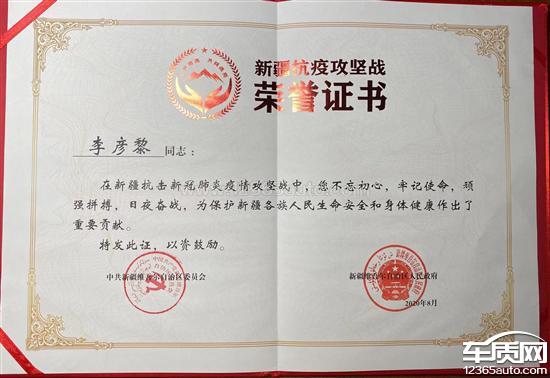 新疆抗疫攻坚战
荣誉证书
李彦黎 同志：
在新疆抗击新冠肺炎疫情攻坚战中，您不忘初心，牢记使命，顽
强拼搏，日夜奋战，为保护新疆各族人民生命安全和身体健康作出了
重要贡献。
特发此证，以资鼓励。
中共新疆维吾尔自治区委员会
新疆维吾尔自治区人民政府
2020年8月
车质网
12365auto.com